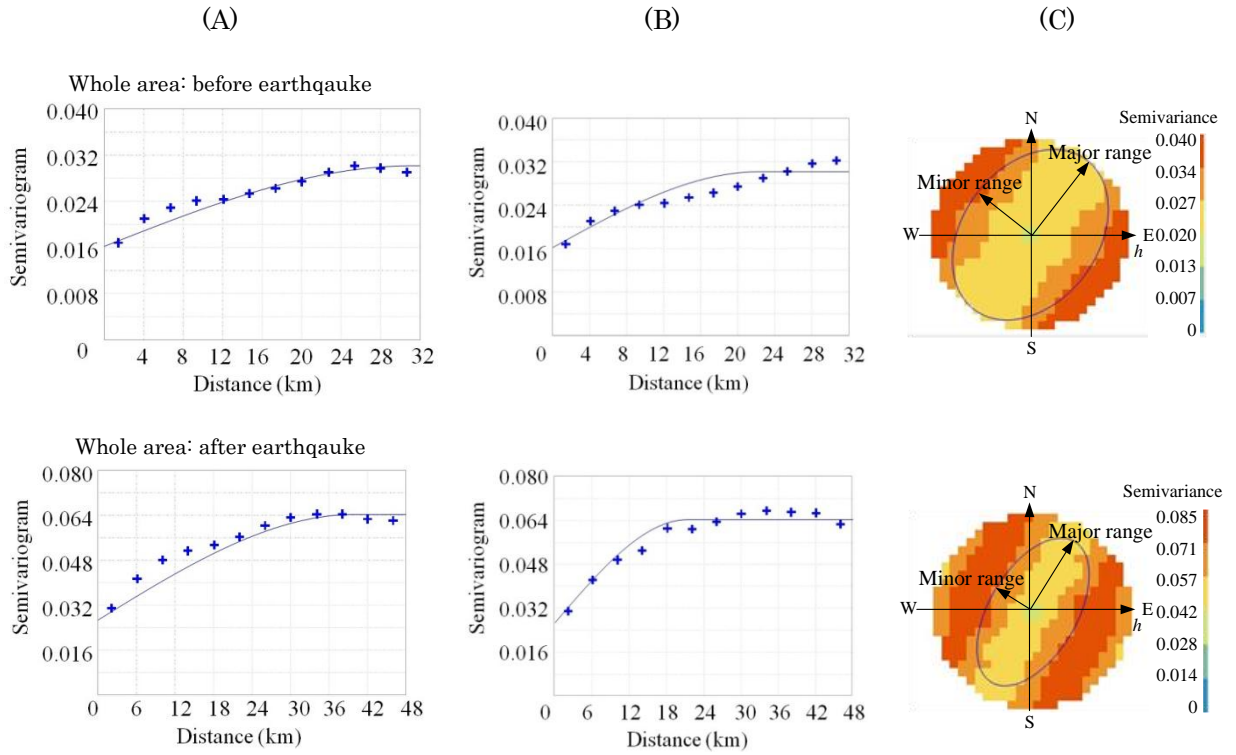 (A)
(B)
(C)
Whole area: before earthqauke
0.040
0.032
0.024
0.016
0.008
0
4
8
12
16
20
24
28
32
Semivariogram
Distance (km)
0.040
0.032
0.024
0.016
0.008
0
4
8
12
16
20
24
28
32
Semivariogram
Distance (km)
N
Major range
Minor range
W
E
h
S
Semivariance
0.040
0.034
0.027
0.020
0.013
0.007
0
Whole area: after earthqauke
0.080
0.064
0.048
0.032
0.016
0
6
12
18
24
30
36
42
48
Semivariogram
Distance (km)
0.080
0.064
0.048
0.032
0.016
0
6
12
18
24
30
36
42
48
Semivariogram
Distance (km)
N
Major range
Minor range
W
E
h
S
Semivariance
0.085
0.071
0.057
0.042
0.028
0.014
0